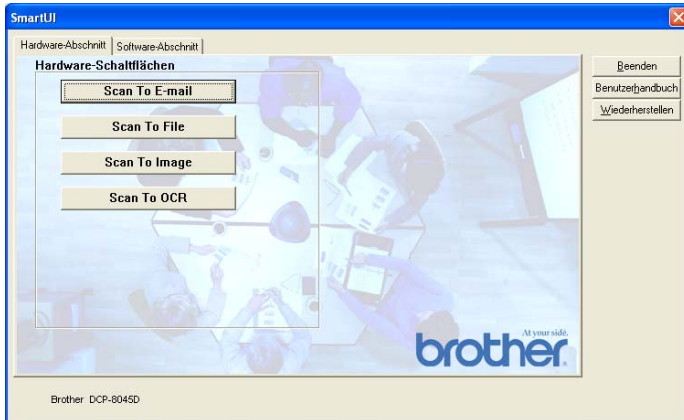 SmartUI
Hardware-Abschnitt
Software-Abschnitt
Hardware-Schaltflächen
Scan To E-mail
Scan To File
Scan To Image
Scan To OCR
Beenden
Benutzerhandbuch
Wiederherstellen
At your side.
brother
Brother DCP-8045D